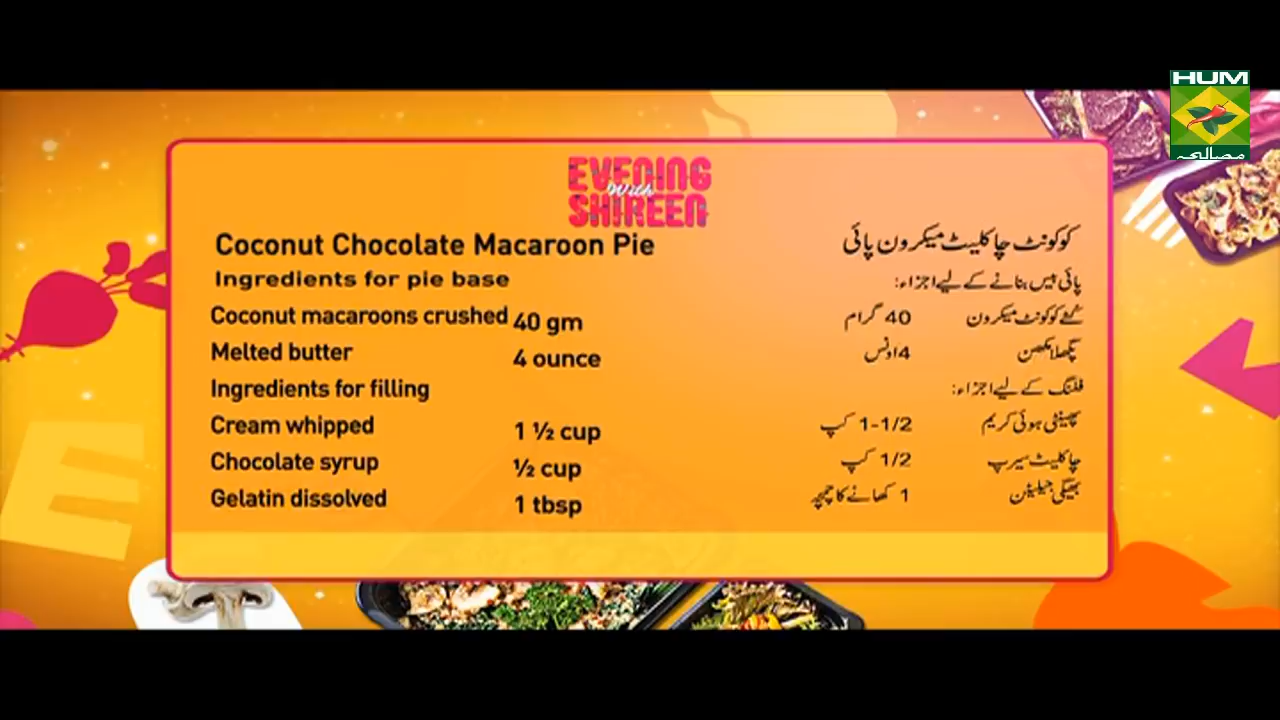 HUM
مصالحہ
EVENING
With
SHIREEN
Coconut Chocolate Macaroon Pie کوکونٹ چاکلیٹ میکرون پائی
Ingredients for pie base پائی بیس بنانے کے لیے اجزاء:
Coconut macaroons crushed 40 gm کُٹے کوکونٹ میکرون 40 گرام
Melted butter 4 ounce پگھلا مکھن 4 اونس
Ingredients for filling فلنگ کے لیے اجزاء:
Cream whipped 1 ½ cup پھینٹی ہوئی کریم 1-1/2 کپ
Chocolate syrup ½ cup چاکلیٹ سیرپ 1/2 کپ
Gelatin dissolved 1 tbsp بھیگی جیلیٹن 1 کھانے کا چمچہ
E